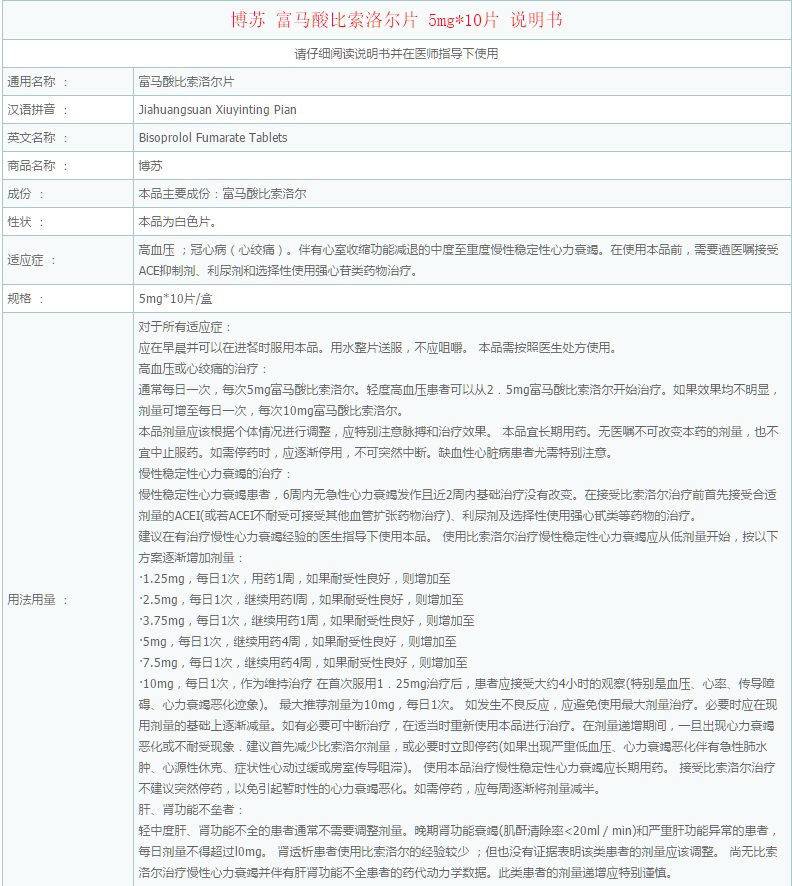 博苏 富马酸比索洛尔片 5mg*10片 说明书
请仔细阅读说明书并在医师指导下使用
通用名称 ： 富马酸比索洛尔片
汉语拼音 ： Jiahuangsuan Xiuyinting Pian
英文名称 ： Bisoprolol Fumarate Tablets
商品名称 ： 博苏
成份 ： 本品主要成份：富马酸比索洛尔
性状 ： 本品为白色片。
适应症 ： 高血压 ；冠心病（心绞痛）。伴有心室收缩功能减退的中度至重度慢性稳定性心力衰竭。在使用本品前，需要遵医嘱接受
ACE抑制剂、利尿剂和选择性使用强心苷类药物治疗。
规格 ： 5mg*10片/盒
用法用量 ： 对于所有适应症：
应在早晨并可以在进餐时服用本品。用水整片送服，不应咀嚼。 本品需按照医生处方使用。
高血压或心绞痛的治疗：
通常每日一次，每次5mg富马酸比索洛尔。轻度高血压患者可以从2．5mg富马酸比索洛尔开始治疗。如果效果均不明显，
剂量可增至每日一次，每次10mg富马酸比索洛尔。
本品剂量应该根据个体情况进行调整，应特别注意脉搏和治疗效果。 本品宜长期用药。无医嘱不可改变本药的剂量，也不
宜中止服药。如需停药时，应逐渐停用，不可突然中断。缺血性心脏病患者尤需特别注意。
慢性稳定性心力衰竭的治疗：
慢性稳定性心力衰竭患者，6周内无急性心力衰竭发作且近2周内基础治疗没有改变。在接受比索洛尔治疗前首先接受合适
剂量的ACEI(或若ACEI不耐受可接受其他血管扩张药物治疗)、利尿剂及选择性使用强心甙类等药物的治疗。
建议在有治疗慢性心力衰竭经验的医生指导下使用本品。 使用比索洛尔治疗慢性稳定性心力衰竭应从低剂量开始，按以下
方案逐渐增加剂量：
·1.25mg，每日1次，用药1周，如果耐受性良好，则增加至
·2.5mg，每日1次，继续用药l周，如果耐受性良好，则增加至
·3.75mg，每日1次，继续用药1周，如果耐受性良好，则增加至
·5mg，每日1次，继续用药4周，如果耐受性良好，则增加至
·7.5mg，每日1次，继续用药4周，如果耐受性良好，则增加至
·10mg，每日1次，作为维持治疗 在首次服用1．25mg治疗后，患者应接受大约4小时的观察(特别是血压、心率、传导障
碍、心力衰竭恶化迹象)。 最大推荐剂量为10mg，每日1次。 如发生不良反应，应避免使用最大剂量治疗。必要时应在现
用剂量的基础上逐渐减量。如有必要可中断治疗，在适当时重新使用本品进行治疗。在剂量递增期间，一旦出现心力衰竭
恶化或不耐受现象．建议首先减少比索洛尔剂量，或必要时立即停药(如果出现严重低血压、心力衰竭恶化伴有急性肺水
肿、心源性休克、症状性心动过缓或房室传导阻滞)。 使用本品治疗慢性稳定性心力衰竭应长期用药。 接受比索洛尔治疗
不建议突然停药，以免引起暂时性的心力衰竭恶化。如需停药，应每周逐渐将剂量减半。
肝、肾功能不垒者：
轻中度肝、肾功能不全的患者通常不需要调整剂量。晚期肾功能衰竭(肌酐清除率<20ml／min)和严重肝功能异常的患者，
每日剂量不得超过l0mg。 肾透析患者使用比索洛尔的经验较少 ；但也没有证据表明该类患者的剂量应该调整。 尚无比索
洛尔治疗慢性心力衰竭并伴有肝肾功能不全患者的药代动力学数据。此类患者的剂量递增应特别谨慎。